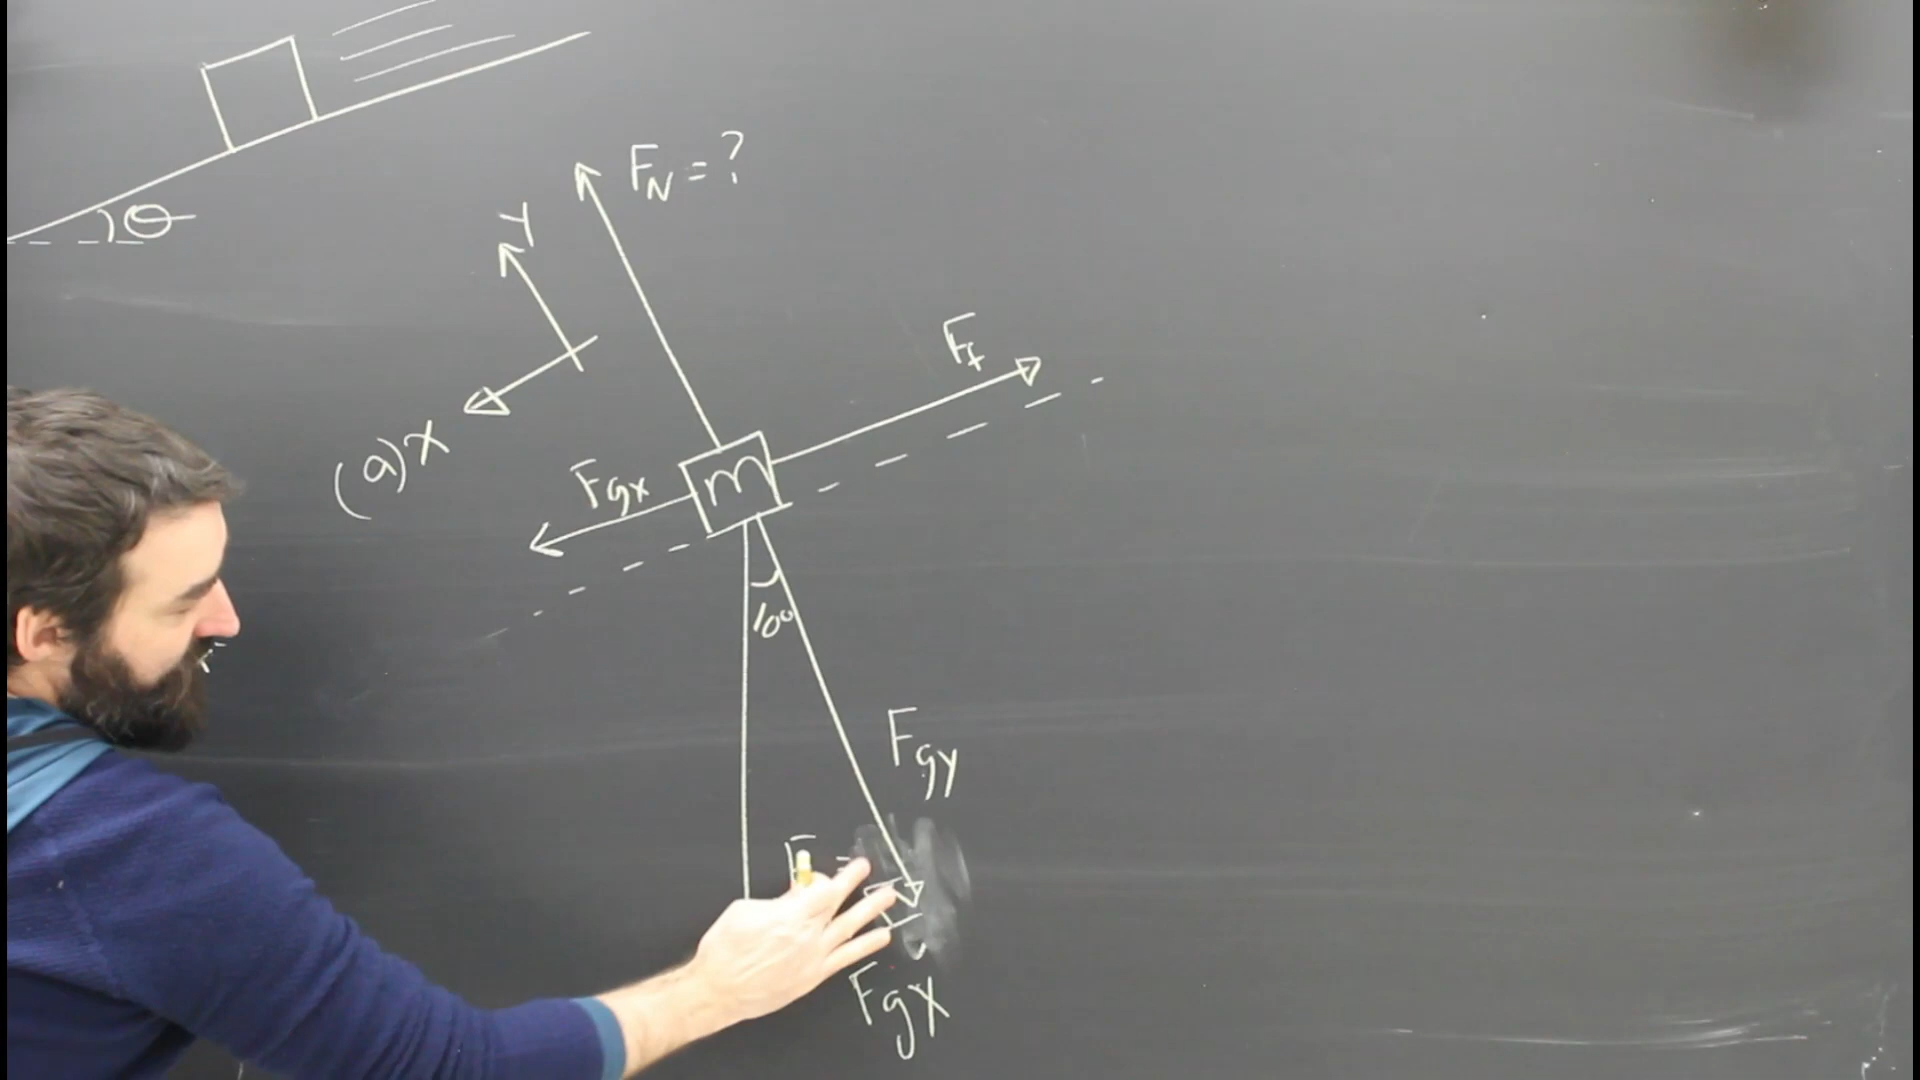 θ
F_N = ?
Y
F_f
(a) X
F_gx
m
10°
F_gy
F =
F_gX